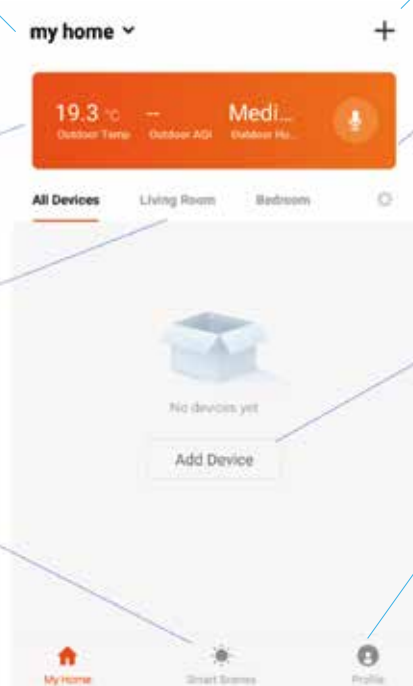 my home
19.3 °C -- Medi...
Outdoor Temp Outdoor AQI Outdoor Hu...
All Devices Living Room Bedroom
No devices yet
Add Device
My Home Smart Scenes Profile